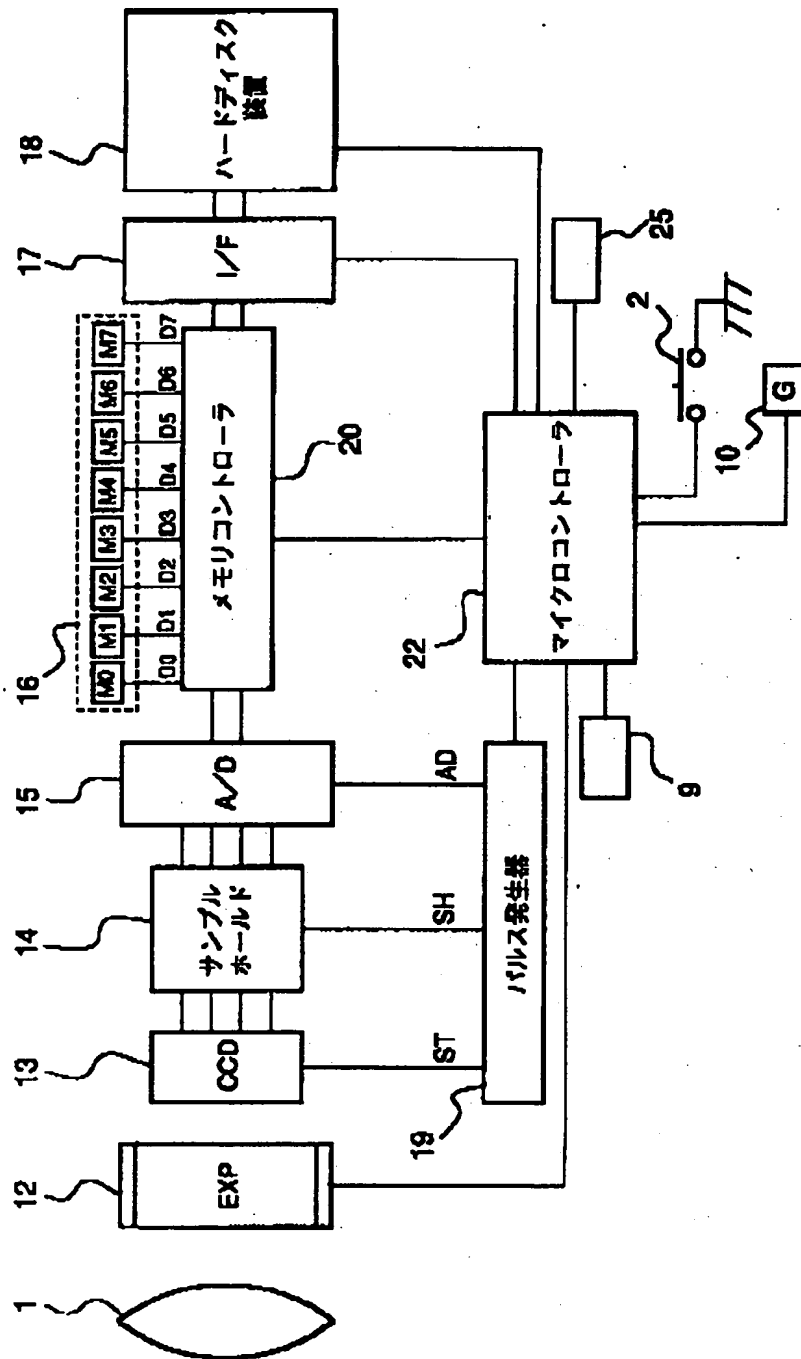 1
12
13
14
15
16
17
18
EXP
CCD
サンプル
ホールド
A/D
M0
M1
M2
M3
M4
M5
M6
M7
D0
D1
D2
D3
D4
D5
D6
D7
メモリコントローラ
20
I/F
ハードディスク
装置
ST
SH
AD
19
パルス発生器
22
マイクロコントローラ
9
25
2
10
G